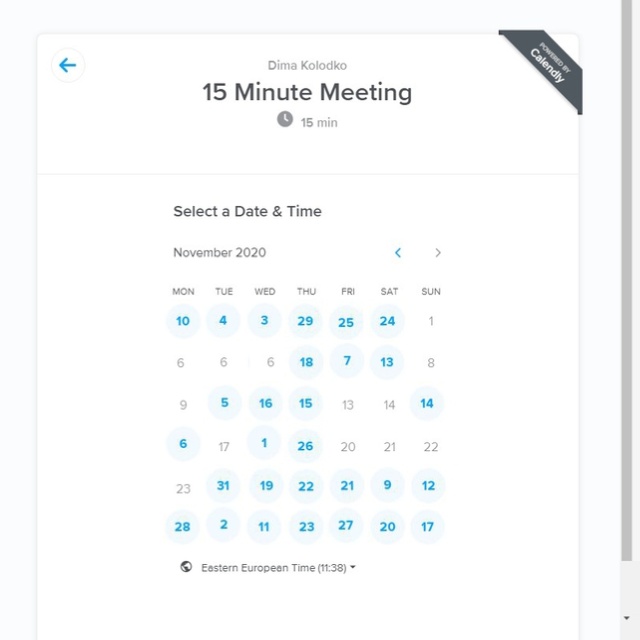 Dima Kolodko
POWERED BY
Calendly
15 Minute Meeting
15 min
Select a Date & Time
November 2020
MON TUE WED THU FRI SAT SUN
10 4 3 29 25 24 1
6 6 6 18 7 13 8
9 5 16 15 13 14 14
6 17 1 26 20 21 22
23 31 19 22 21 9 12
28 2 11 23 27 20 17
Eastern European Time (11:38)